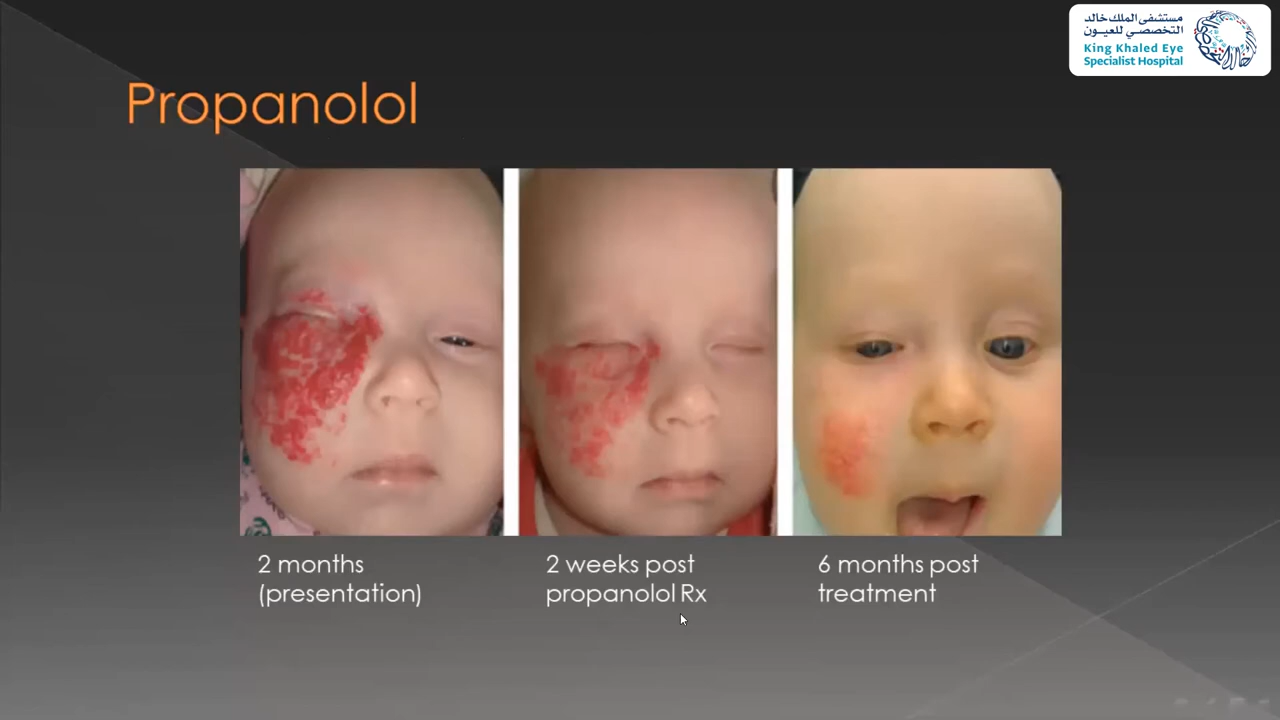 مستشفى الملك خالد
التخصصي للعيون
King Khaled Eye
Specialist Hospital
Propanolol
2 months
(presentation)
2 weeks post
propanolol Rx
6 months post
treatment